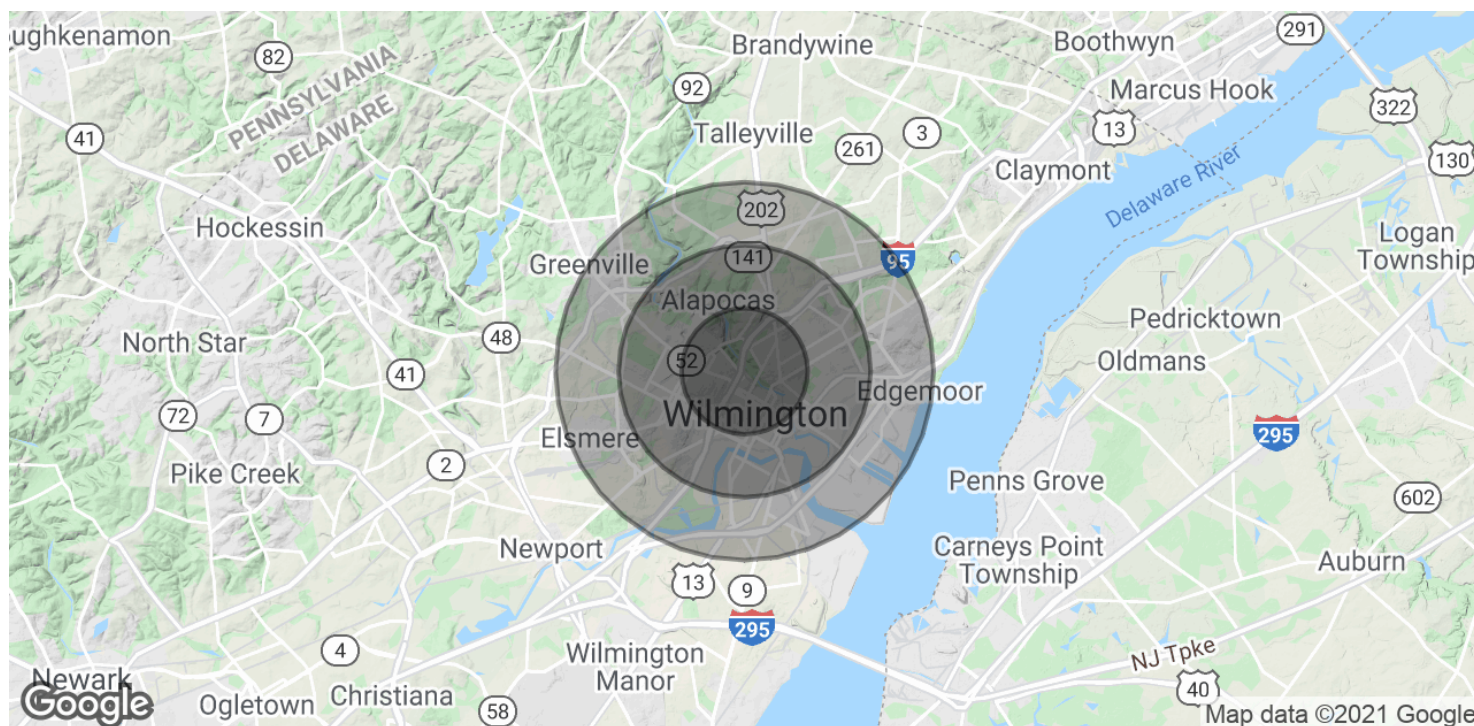 ughkenamon
82
PENNSYLVANIA
DELAWARE
92
Brandywine
Boothwyn
291
Marcus Hook
41
Talleyville
261
3
13
322
Claymont
130
Delaware River
Hockessin
202
Logan
Township
Greenville
141
95
Alapocas
North Star
48
52
Pedricktown
Oldmans
41
72
7
Edgemoor
Wilmington
Elsmere
295
2
Pike Creek
Penns Grove
602
Newport
Carneys Point
Township
Auburn
13
9
295
4
Wilmington
Manor
NJ Tpke
Newark
Ogletown
Christiana
58
40
Google
Map data ©2021 Google